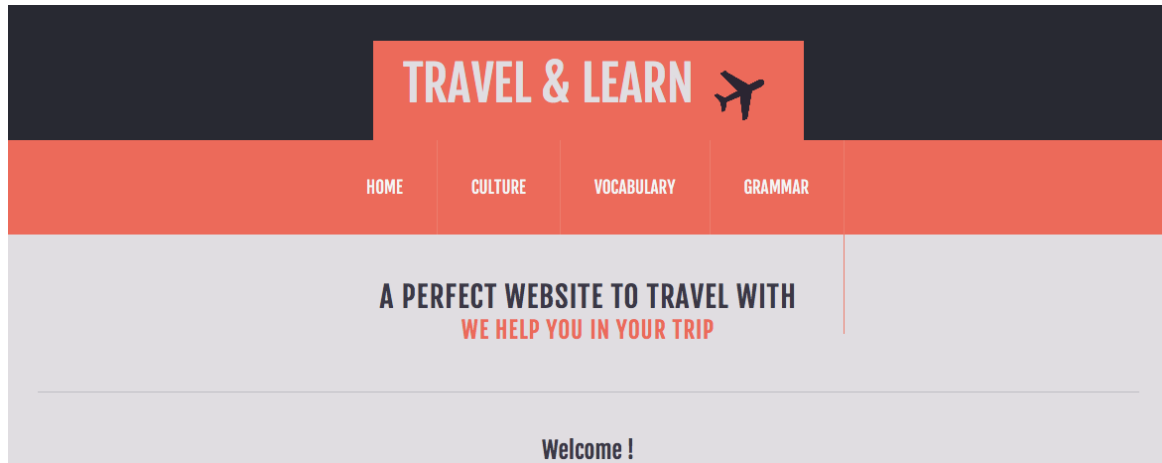 TRAVEL & LEARN
HOME CULTURE VOCABULARY GRAMMAR
A PERFECT WEBSITE TO TRAVEL WITH
WE HELP YOU IN YOUR TRIP
Welcome !